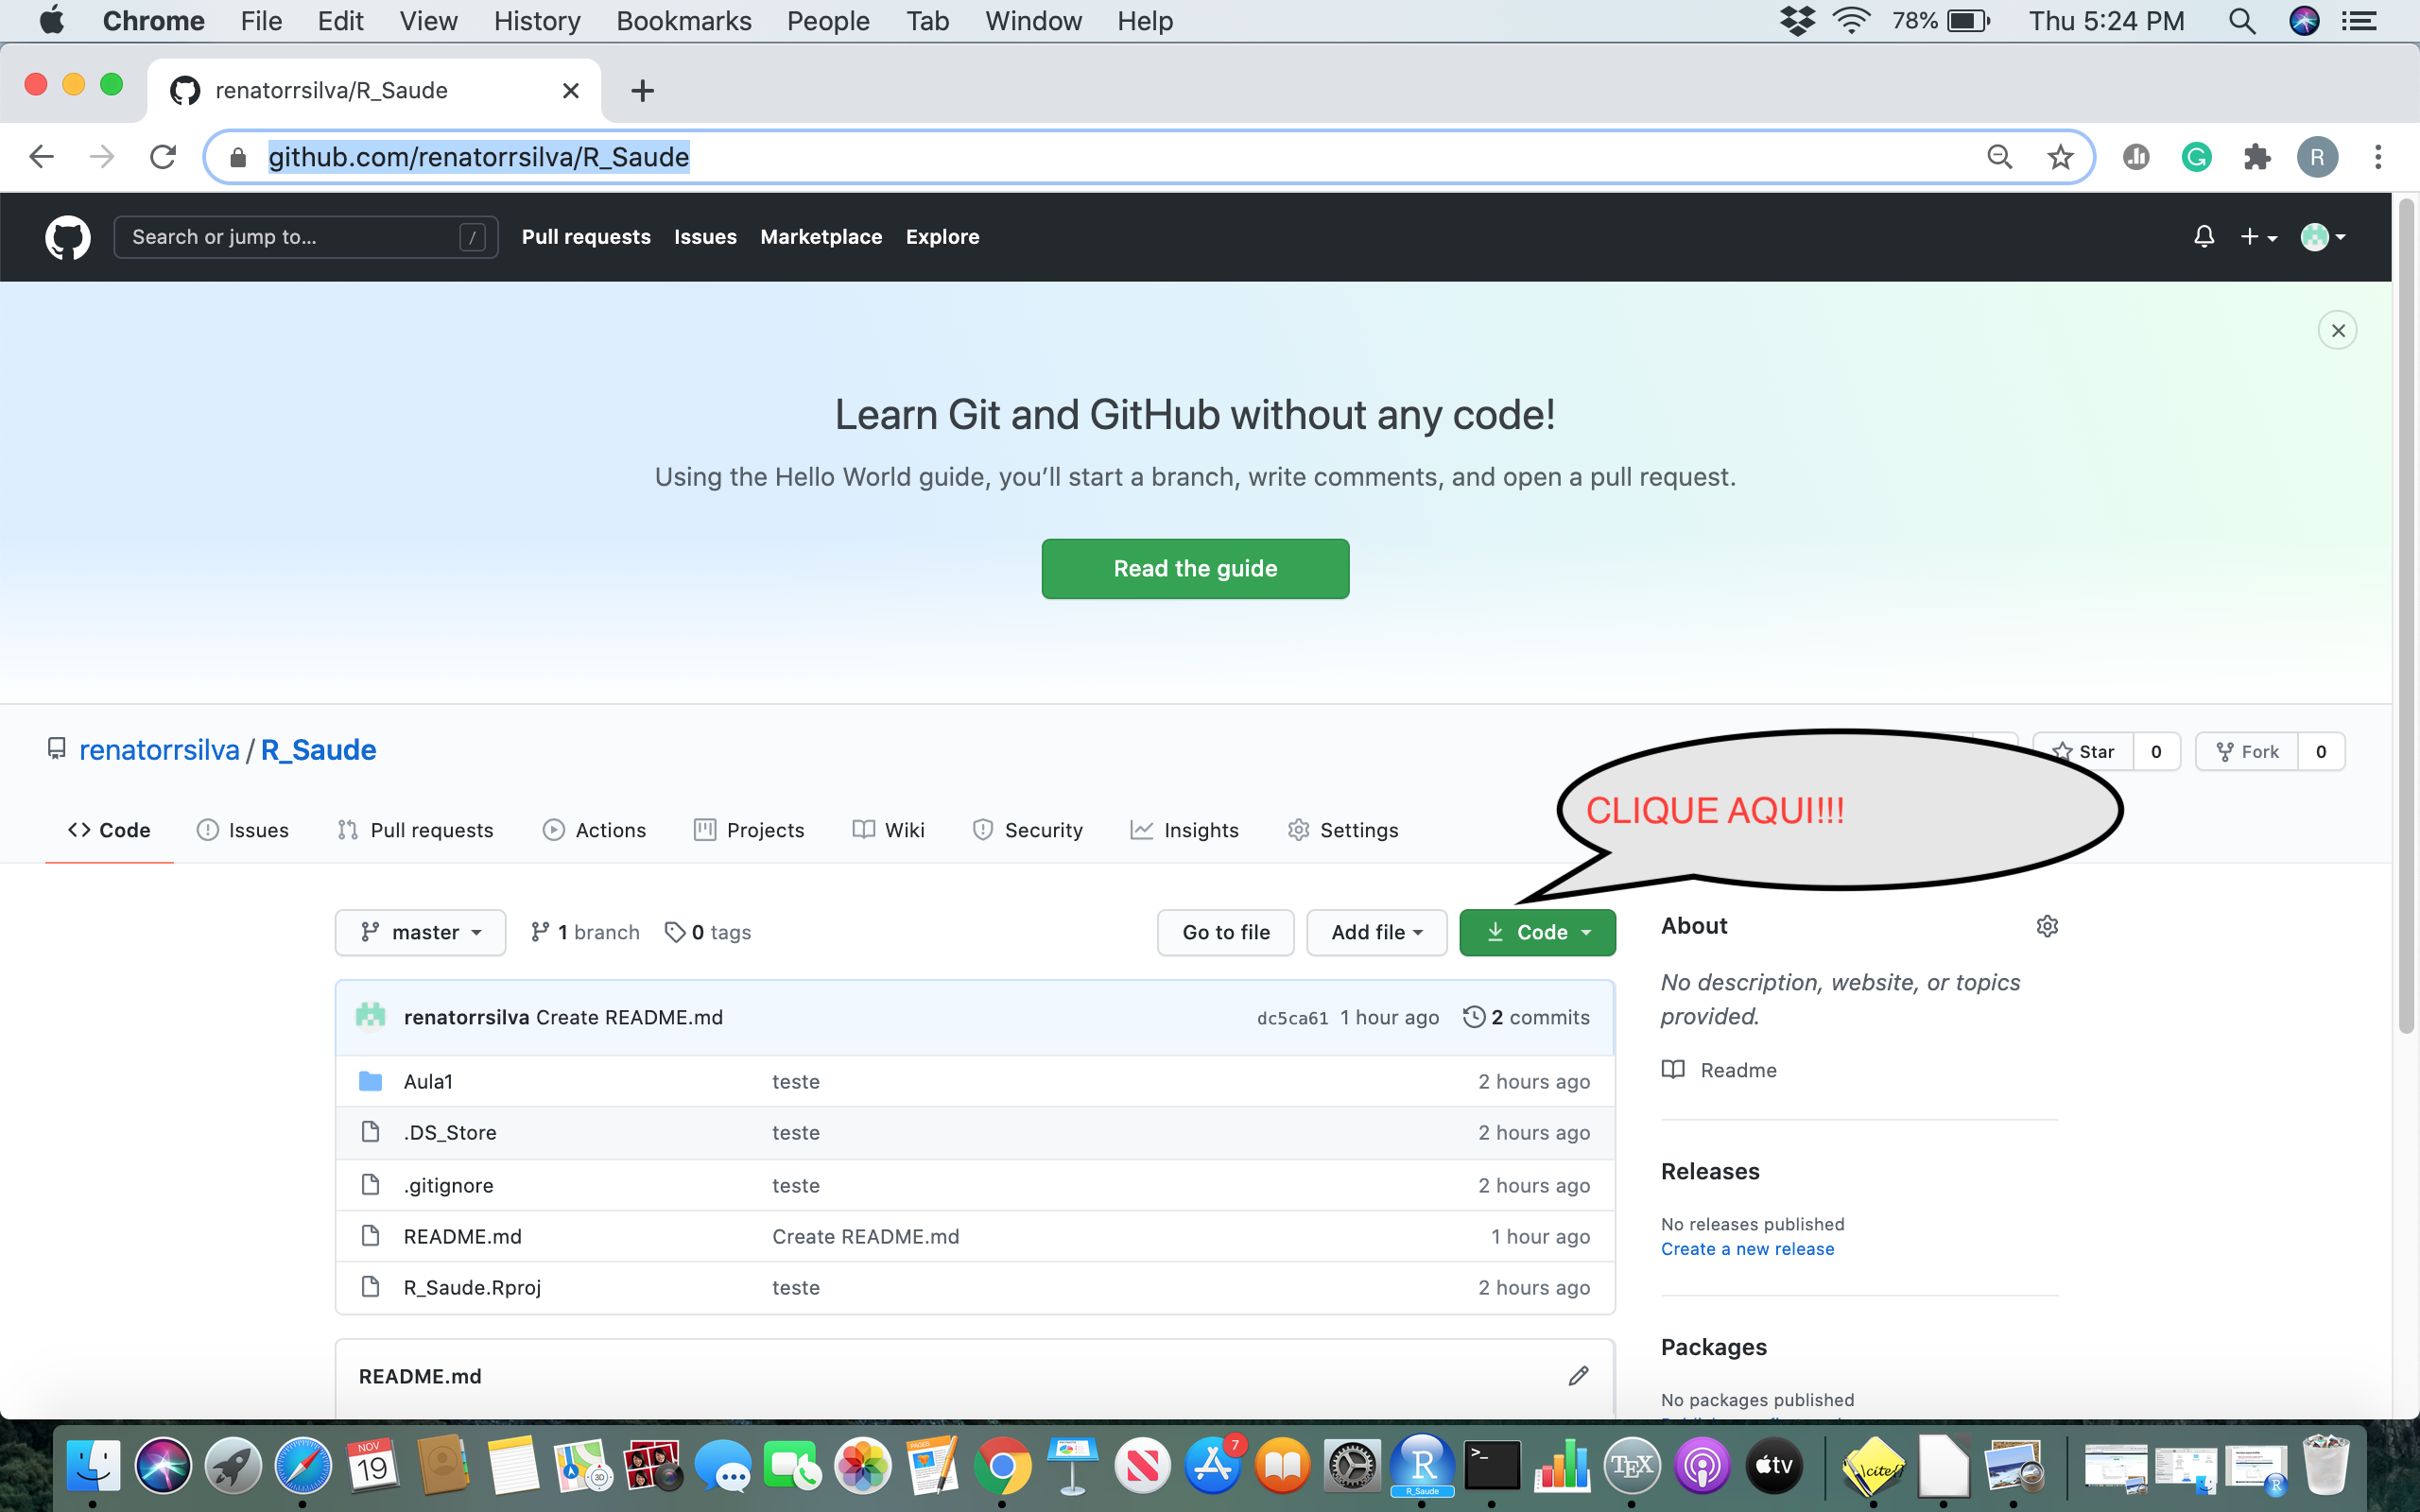 Chrome File Edit View History Bookmarks People Tab Window Help 78% Thu 5:24 PM
renatorrsilva/R_Saude
github.com/renatorrsilva/R_Saude R
Search or jump to... / Pull requests Issues Marketplace Explore
Learn Git and GitHub without any code!
Using the Hello World guide, you’ll start a branch, write comments, and open a pull request.
Read the guide
renatorrsilva / R_Saude
Star 0 Fork 0
CLIQUE AQUI!!!
Code Issues Pull requests Actions Projects Wiki Security Insights Settings
master 1 branch 0 tags Go to file Add file Code
renatorrsilva Create README.md dc5ca61 1 hour ago 2 commits
Aula1 teste 2 hours ago
.DS_Store teste 2 hours ago
.gitignore teste 2 hours ago
README.md Create README.md 1 hour ago
R_Saude.Rproj teste 2 hours ago
README.md
About
No description, website, or topics
provided.
Readme
Releases
No releases published
Create a new release
Packages
No packages published
NOV
19
3D
PAGES
7
R
R_Saude
>_
TEX
tv
\cite{}
R